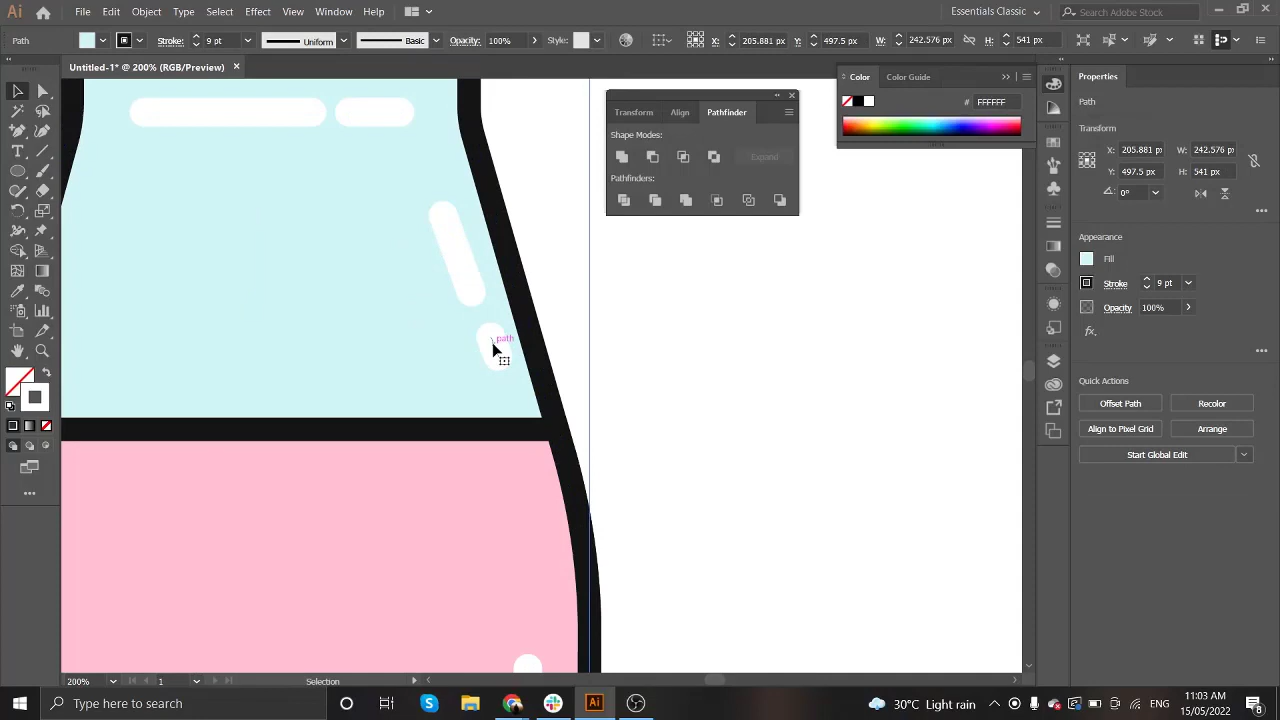 Ai File Edit Object Type Select Effect View Window Help Essentials Classic Search Adobe Stock
Path Stroke: 9 pt Uniform Basic Opacity: 100% Style: X: 205.881 px Y: 497.5 px W: 242.576 px H: 541 px
Untitled-1* @ 200% (RGB/Preview)
Color Color Guide
Properties
# FFFFFF
Path
Transform Align Pathfinder
Shape Modes:
Expand
Pathfinders:
Transform
X: 205.881 px W: 242.576 px
Y: 497.5 px H: 541 px
0°
Appearance
Fill
Stroke 9 pt
Opacity 100%
fx.
path
Quick Actions
Offset Path Recolor
Align to Pixel Grid Arrange
Start Global Edit
200% 1 Selection
Type here to search
30°C Light rain ENG 11:03 AM 15/05/2022 8